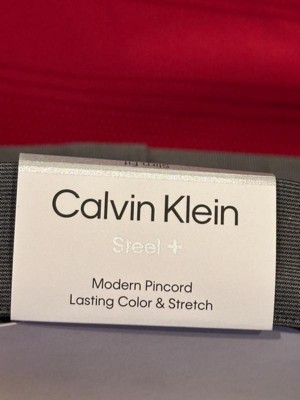 Calvin Klein
Steel +
Modern Pincord
Lasting Color & Stretch